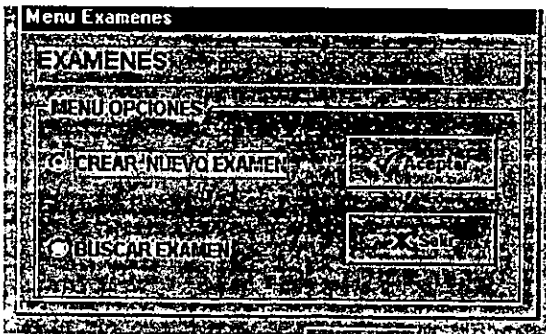 Menu Examenes
EXAMENES
MENU OPCIONES
CREAR NUEVO EXAMEN
Aceptar
BUSCAR EXAMEN
Salir